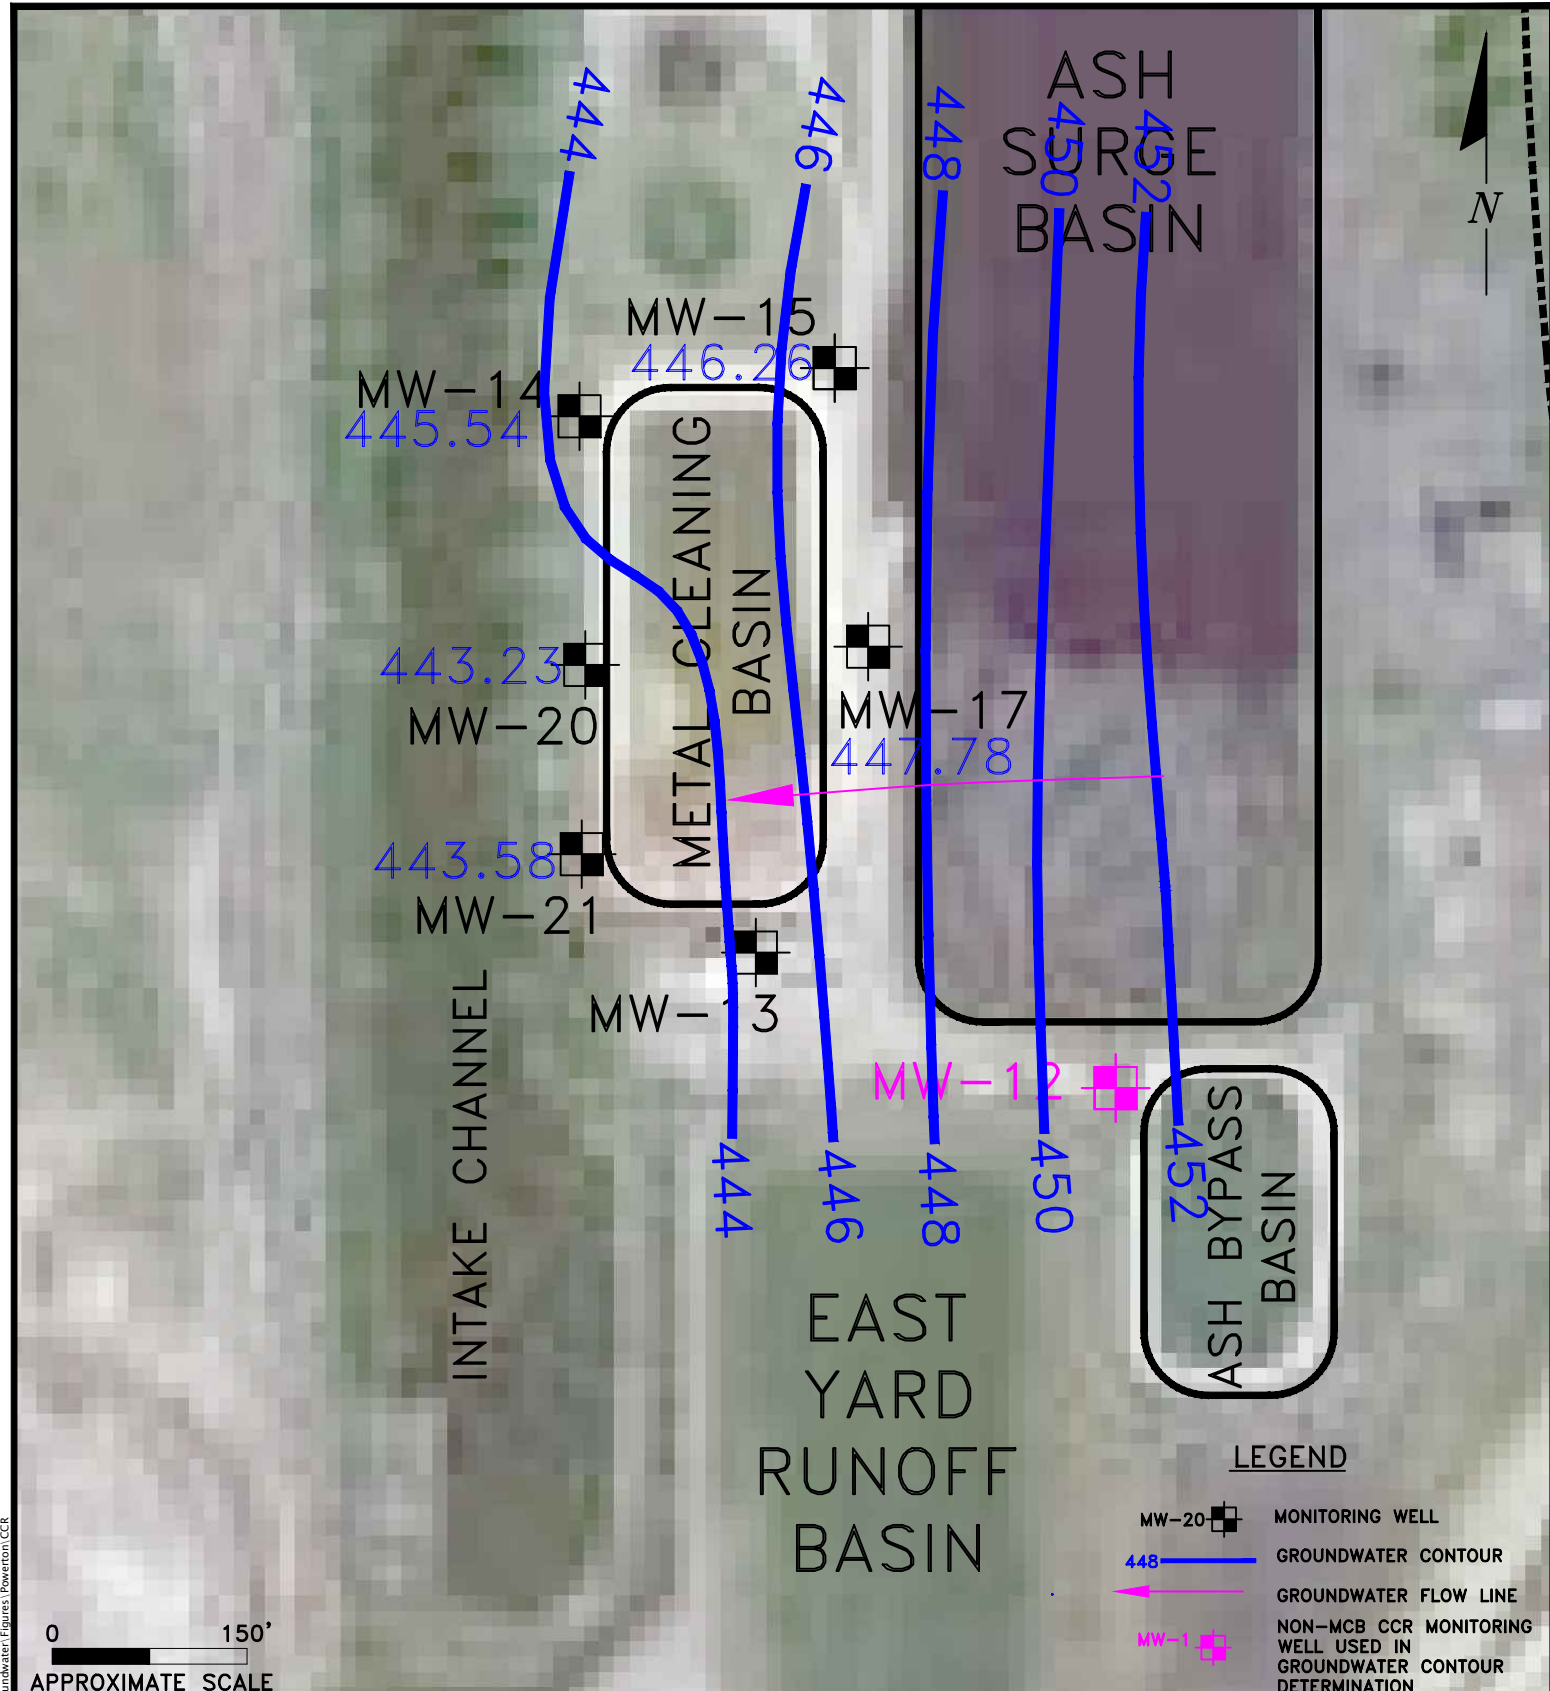 444
446
448
450
452
ASH
SURGE
BASIN
N
MW-15
446.26
MW-14
445.54
METAL CLEANING
BASIN
443.23
MW-20
MW-17
447.78
443.58
MW-21
MW-13
INTAKE CHANNEL
MW-12
444
446
448
450
452
ASH BYPASS
BASIN
EAST
YARD
RUNOFF
BASIN
LEGEND
MW-20 MONITORING WELL
448 GROUNDWATER CONTOUR
GROUNDWATER FLOW LINE
MW-1 NON-MCB CCR MONITORING
WELL USED IN
GROUNDWATER CONTOUR
DETERMINATION
0 150'
APPROXIMATE SCALE
undwater\Figures\Powerton\CCR